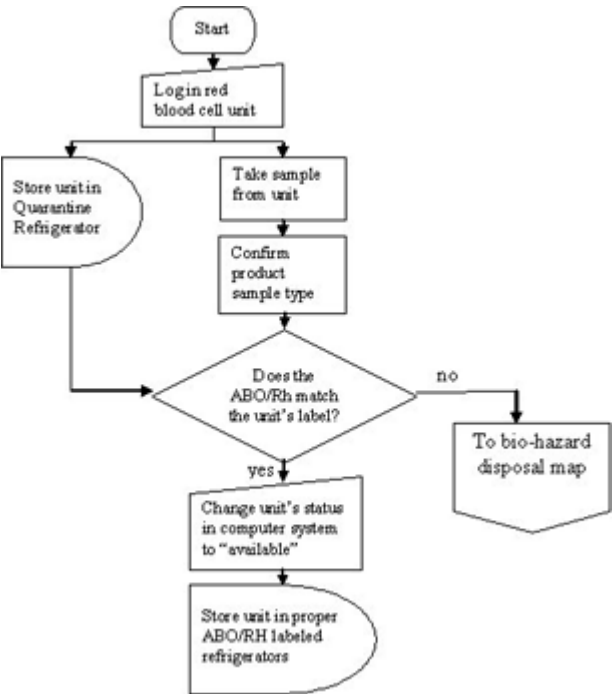 Start
Login red
blood cell unit
Store unit in
Quarantine
Refrigerator
Take sample
from unit
Confirm
product
sample type
Does the
ABO/Rh match
the unit's label?
no
To bio-hazard
disposal map
yes
Change unit's status
in computer system
to "available"
Store unit in proper
ABO/RH labeled
refrigerators